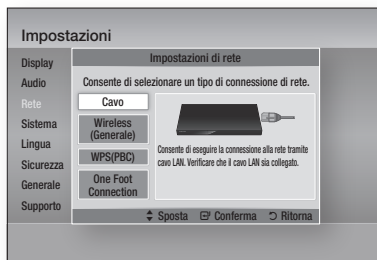 Impostazioni
Display
Audio
Rete
Sistema
Lingua
Sicurezza
Generale
Supporto
Impostazioni di rete
Consente di selezionare un tipo di connessione di rete.
Cavo
Wireless
(Generale)
WPS(PBC)
One Foot
Connection
Consente di eseguire la connessione alla rete tramite
cavo LAN. Verificare che il cavo LAN sia collegato.
Sposta Conferma Ritorna